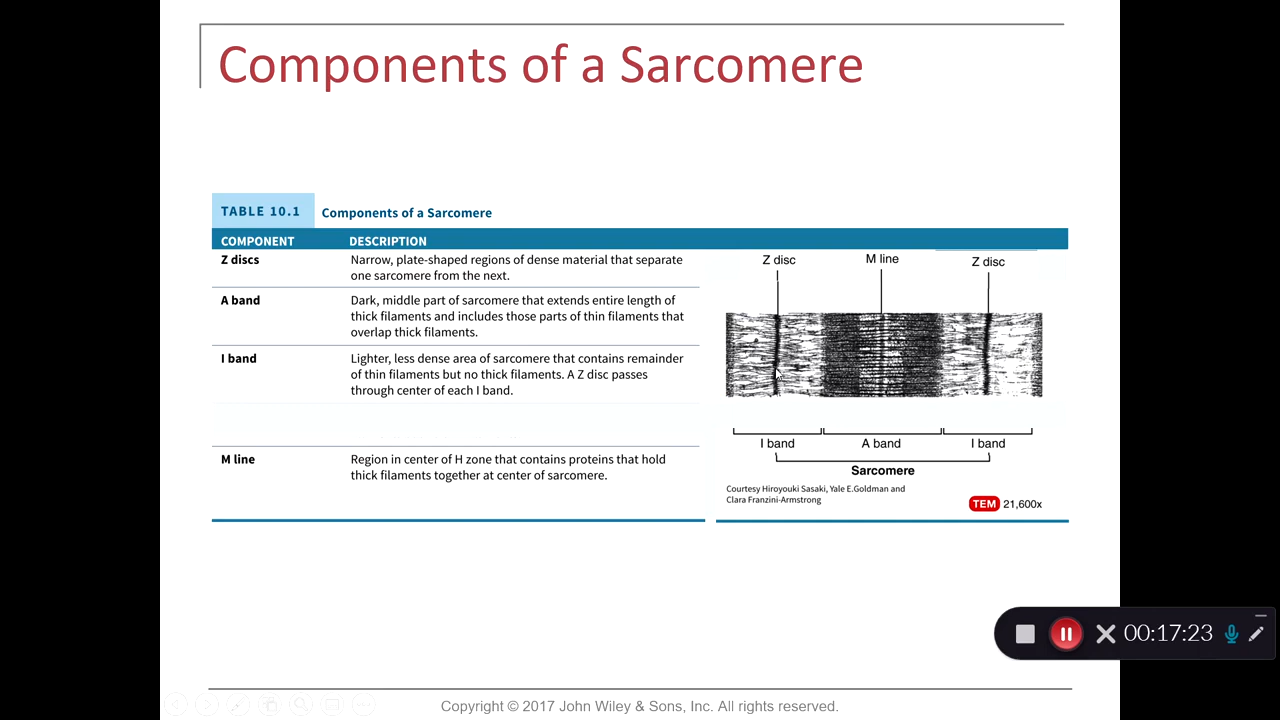 Components of a Sarcomere
TABLE 10.1 Components of a Sarcomere
COMPONENT DESCRIPTION
Z discs Narrow, plate-shaped regions of dense material that separate
one sarcomere from the next.
A band Dark, middle part of sarcomere that extends entire length of
thick filaments and includes those parts of thin filaments that
overlap thick filaments.
I band Lighter, less dense area of sarcomere that contains remainder
of thin filaments but no thick filaments. A Z disc passes
through center of each I band.
M line Region in center of H zone that contains proteins that hold
thick filaments together at center of sarcomere.
Z disc M line Z disc
I band A band I band
Sarcomere
Courtesy Hiroyouki Sasaki, Yale E.Goldman and
Clara Franzini-Armstrong
TEM 21,600x
00:17:23
Copyright © 2017 John Wiley & Sons, Inc. All rights reserved.